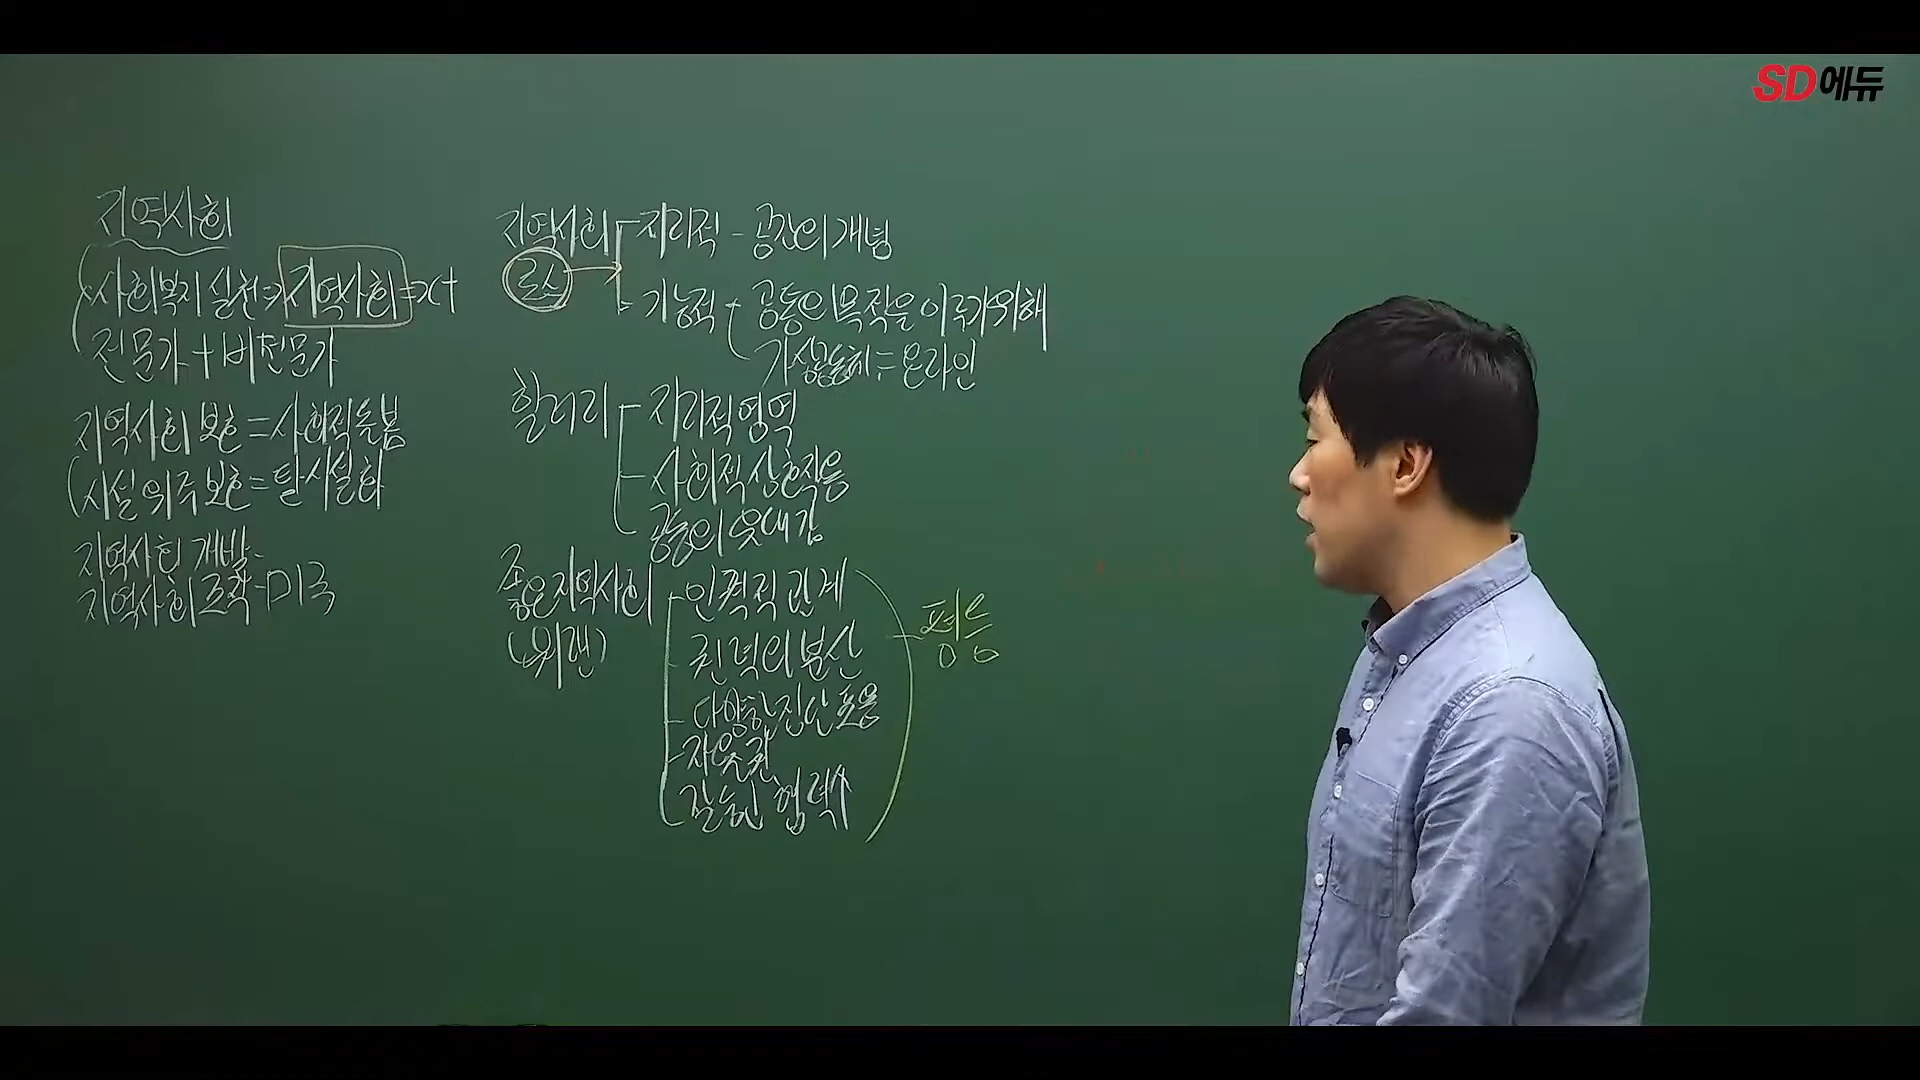 SD에듀
지역사회
사회복지실천⇒지역사회
전문가+비전문가
지역사회보호=사회적돌봄
시설위주보호=탈시설화
지역사회 개발-
지역사회조직-미국
지역사회 지리적 - 공간의 개념
로스 →
기능적 공동의 목적을 이루기위해
가상공동체=온라인
힐러리 지리적영역
사회적상호작용
공동의유대감
좋은지역사회 인격적관계
(워렌) 권력의분산
다양한집단포용
자율권
갈등↓ 협력↑
평등